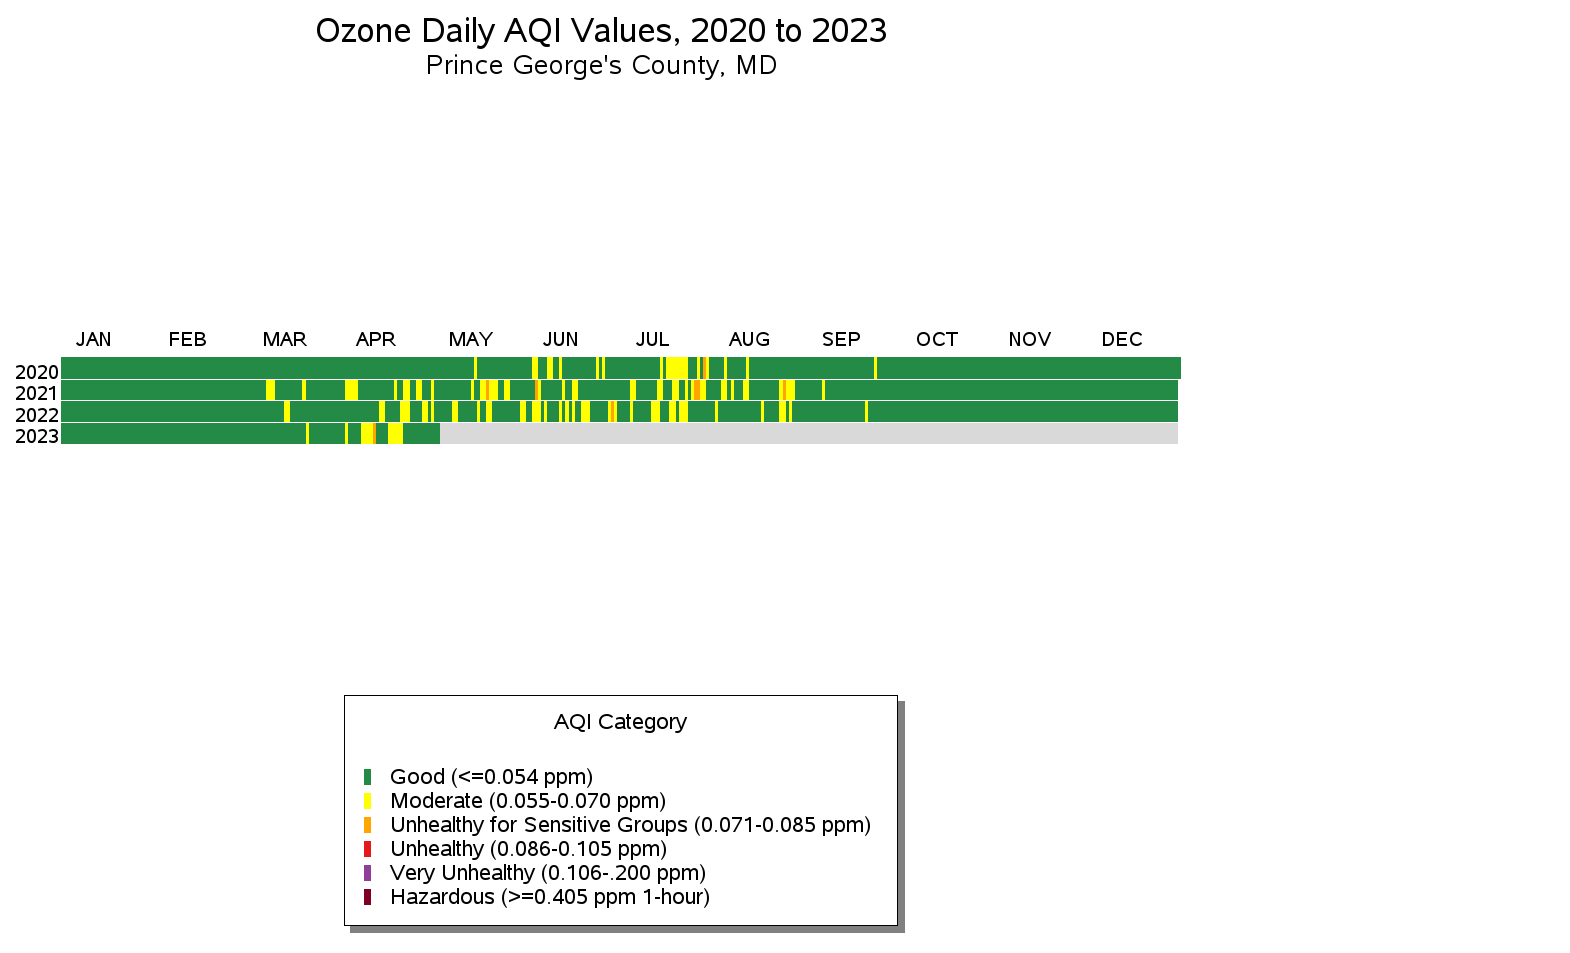 Ozone Daily AQI Values, 2020 to 2023
Prince George's County, MD
JAN FEB MAR APR MAY JUN JUL AUG SEP OCT NOV DEC
2020
2021
2022
2023
AQI Category
Good (<=0.054 ppm)
Moderate (0.055-0.070 ppm)
Unhealthy for Sensitive Groups (0.071-0.085 ppm)
Unhealthy (0.086-0.105 ppm)
Very Unhealthy (0.106-.200 ppm)
Hazardous (>=0.405 ppm 1-hour)